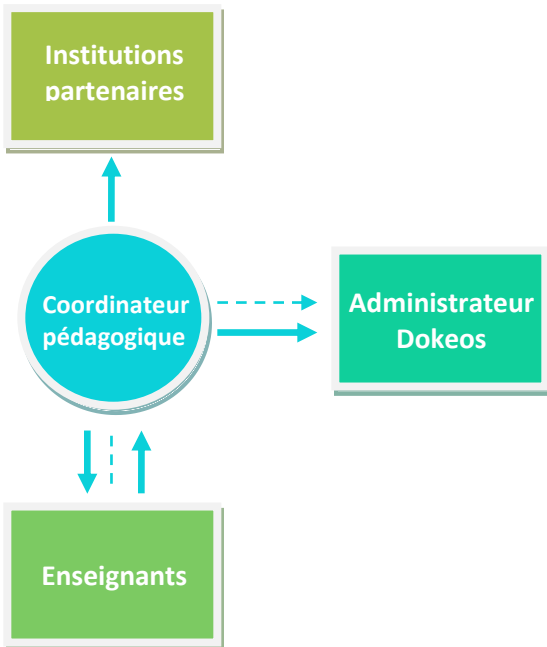 Institutions
partenaires
Coordinateur
pédagogique
Administrateur
Dokeos
Enseignants